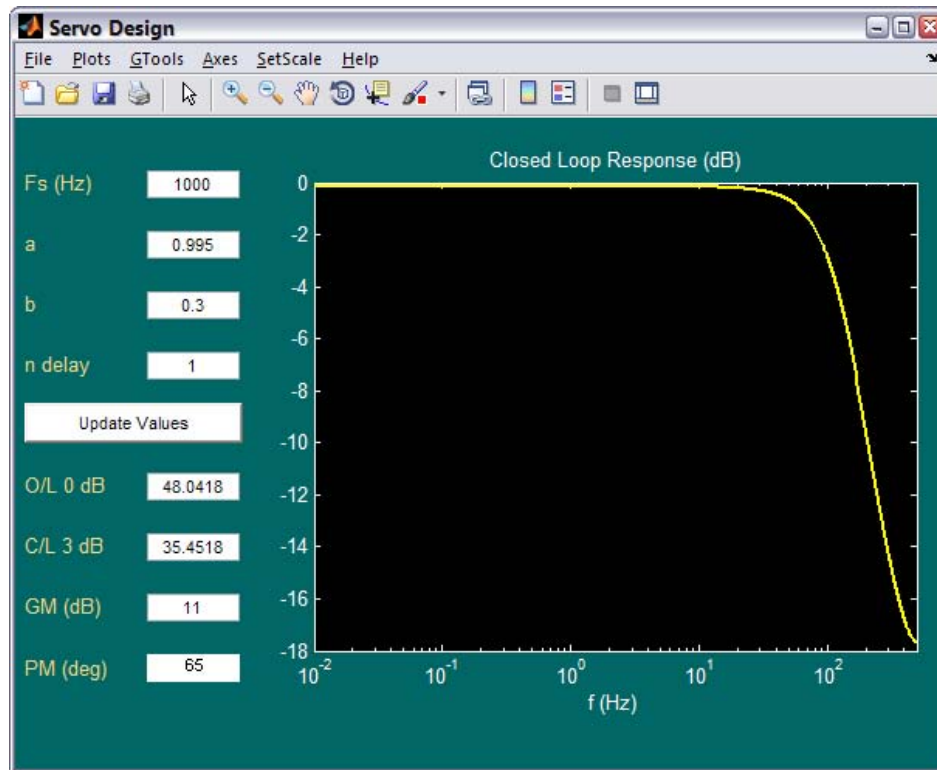 Servo Design
File Plots GTools Axes SetScale Help
Closed Loop Response (dB)
Fs (Hz) 1000
a 0.995
b 0.3
n delay 1
Update Values
O/L 0 dB 48.0418
C/L 3 dB 35.4518
GM (dB) 11
PM (deg) 65
0
-2
-4
-6
-8
-10
-12
-14
-16
-18
10^-2 10^-1 10^0 10^1 10^2
f (Hz)